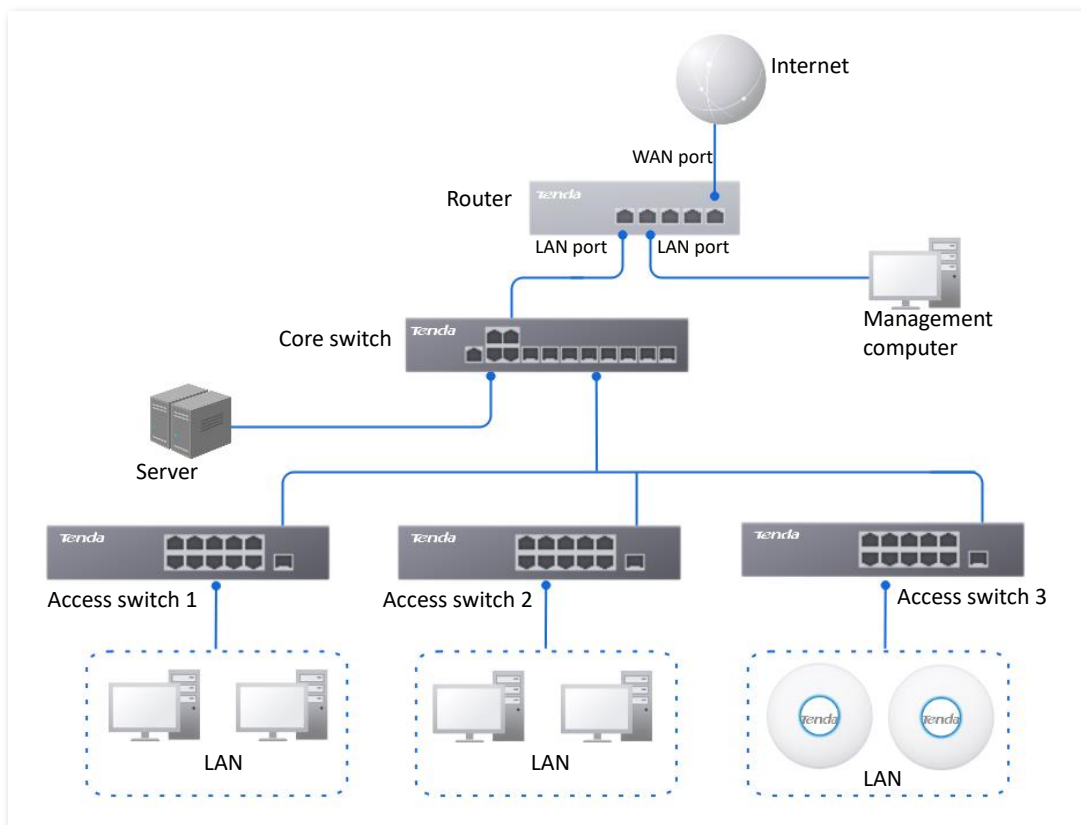 Internet
WAN port
Router
Tenda
LAN port
LAN port
Management
computer
Core switch
Tenda
Server
Tenda
Tenda
Tenda
Access switch 1
Access switch 2
Access switch 3
Tenda
Tenda
LAN
LAN
LAN